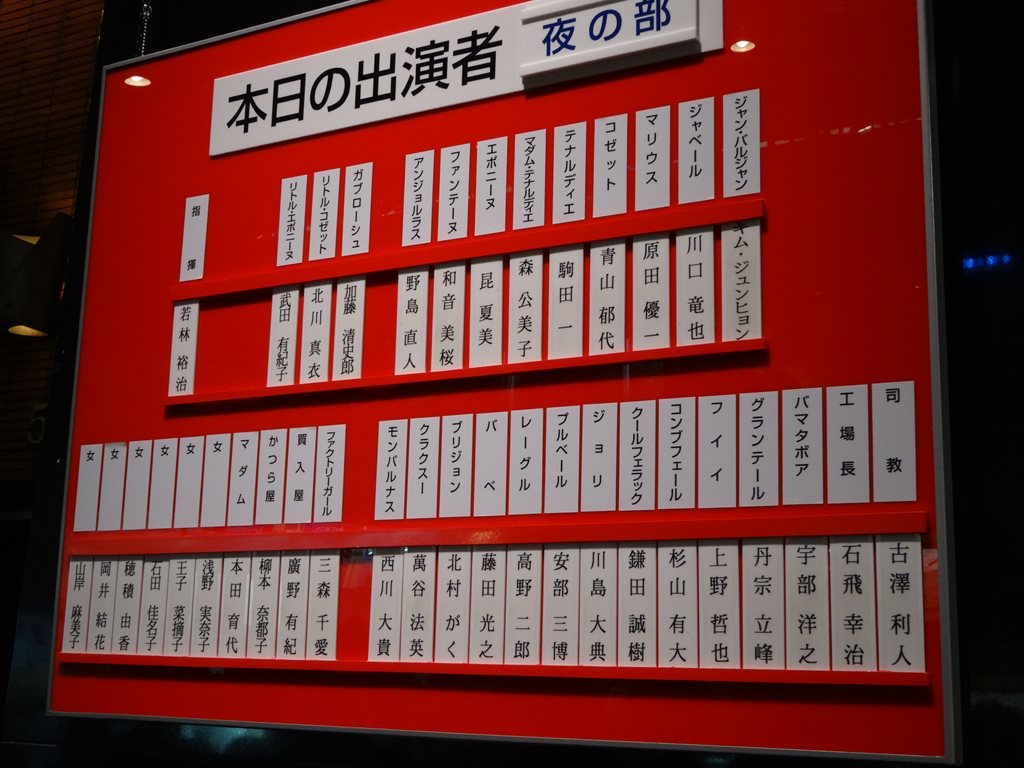 本日の出演者
夜の部
ジャン・バルジャン
キム・ジュンヒョン
ジャベール
川口 竜也
マリウス
原田 優一
コゼット
青山 郁代
テナルディエ
駒田 一
マダム・テナルディエ
森 公美子
エポニーヌ
昆 夏美
ファンテーヌ
和音 美桜
アンジョルラス
野島 直人
ガブローシュ
加藤 清史郎
リトル・コゼット
北川 真衣
リトル・エポニーヌ
武田 有紀子
指揮
若林 裕治
司教
古澤 利人
工場長
石飛 幸治
バマタボア
宇部 洋之
グランテール
丹宗 立峰
フイイ
上野 哲也
コンブフェール
杉山 有大
クールフェラック
鎌田 誠樹
ジョリ
川島 大典
プルベール
安部 三博
レーグル
高野 二郎
バベ
藤田 光之
ブリジョン
北村 がく
クラクスー
萬谷 法英
モンパルナス
西川 大貴
ファクトリーガール
三森 千愛
買入屋
廣野 有紀
かつら屋
柳本 奈都子
マダム
本田 育代
女
浅野 実奈子
女
王子 菜摘子
女
石田 佳名子
女
穂積 由香
女
岡井 結花
女
山岸 麻美子